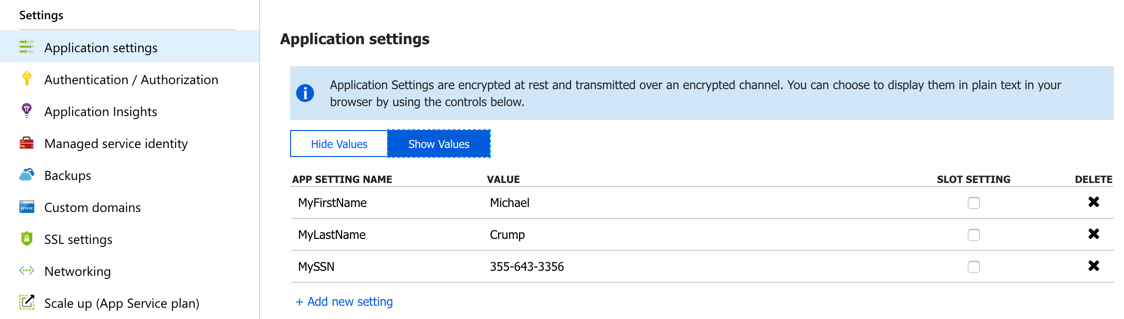 Settings
Application settings
Authentication / Authorization
Application Insights
Managed service identity
Backups
Custom domains
SSL settings
Networking
Scale up (App Service plan)
Application settings
Application Settings are encrypted at rest and transmitted over an encrypted channel. You can choose to display them in plain text in your
browser by using the controls below.
Hide Values Show Values
APP SETTING NAME VALUE SLOT SETTING DELETE
MyFirstName Michael
MyLastName Crump
MySSN 355-643-3356
+ Add new setting